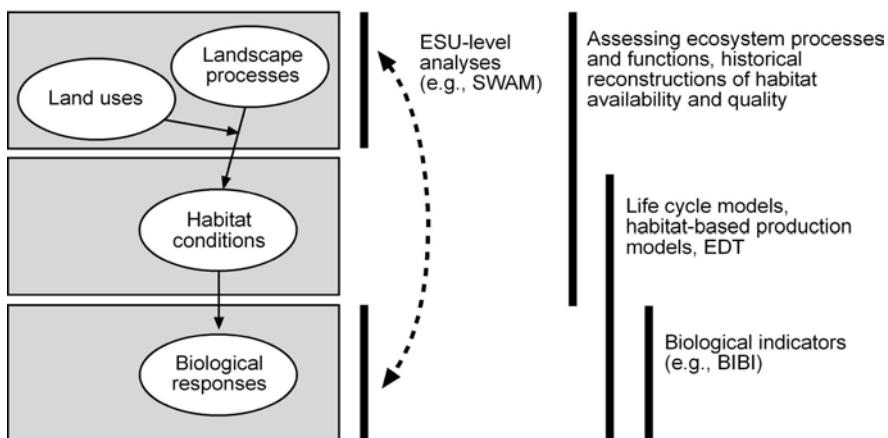 Landscape
processes
Land uses
Habitat
conditions
Biological
responses
ESU-level
analyses
(e.g., SWAM)
Assessing ecosystem processes
and functions, historical
reconstructions of habitat
availability and quality
Life cycle models,
habitat-based production
models, EDT
Biological indicators
(e.g., BIBI)